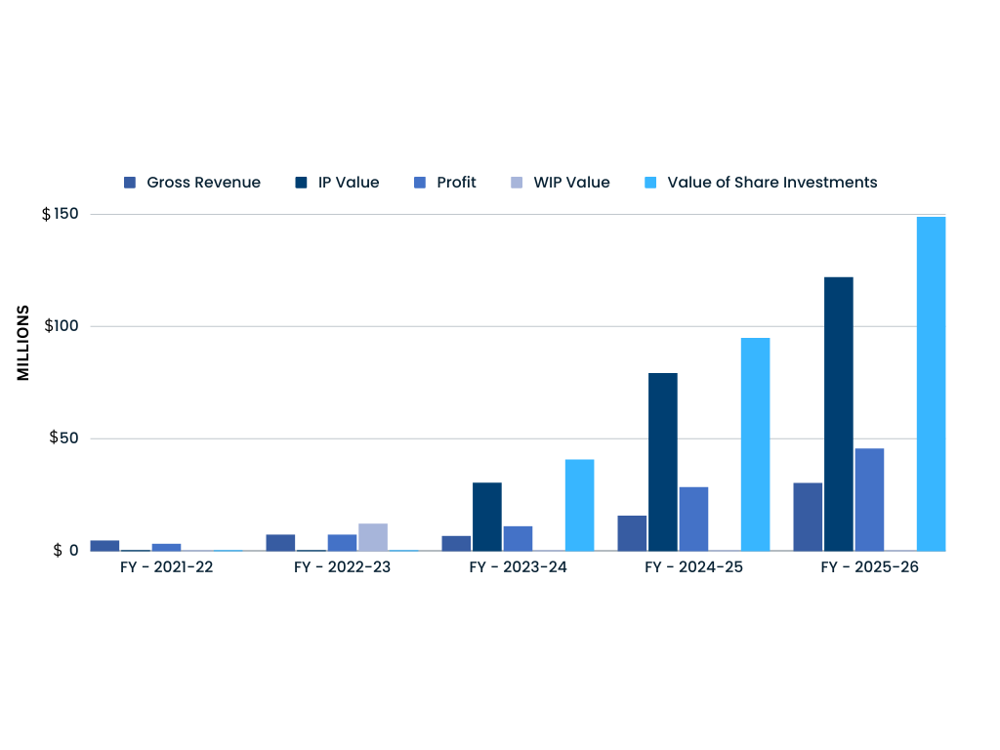 Gross Revenue IP Value Profit WIP Value Value of Share Investments
$150
$100
$50
$ 0
MILLIONS
FY - 2021-22 FY - 2022-23 FY - 2023-24 FY - 2024-25 FY - 2025-26